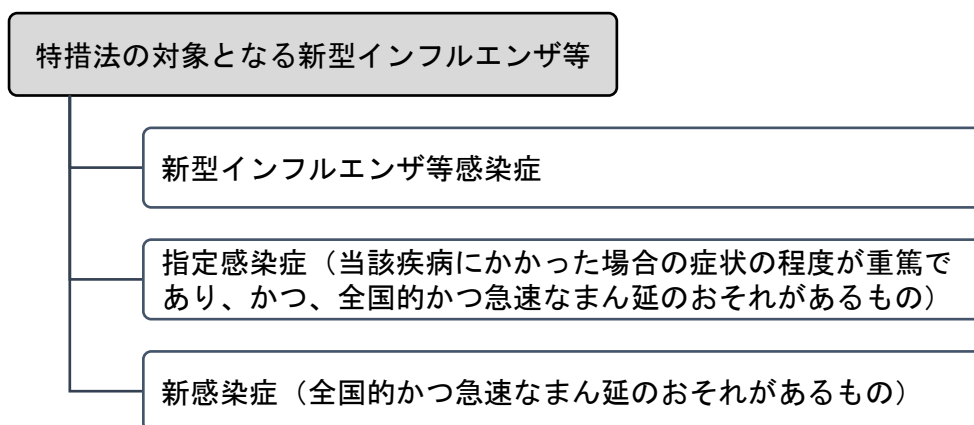 特措法の対象となる新型インフルエンザ等
新型インフルエンザ等感染症
指定感染症（当該疾病にかかった場合の症状の程度が重篤で
あり、かつ、全国的かつ急速なまん延のおそれがあるもの）
新感染症（全国的かつ急速なまん延のおそれがあるもの）